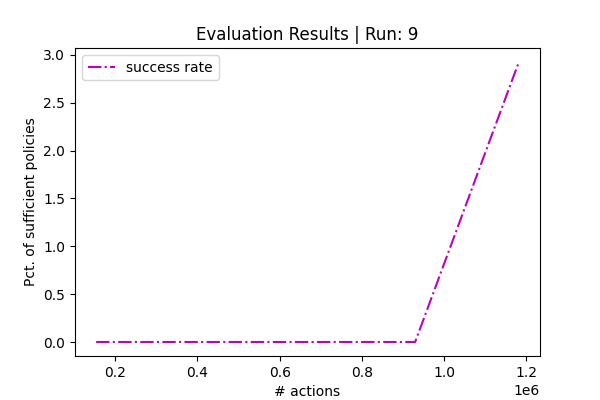 Evaluation Results | Run: 9
success rate
Pct. of sufficient policies
3.0
2.5
2.0
1.5
1.0
0.5
0.0
0.2 0.4 0.6 0.8 1.0 1.2
1e6
# actions